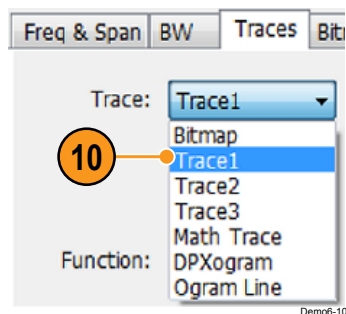 Freq & Span BW Traces Bit
Trace: Trace1
Bitmap
10 Trace1
Trace2
Trace3
Math Trace
Function: DPXogram
Ogram Line
Demo6-10